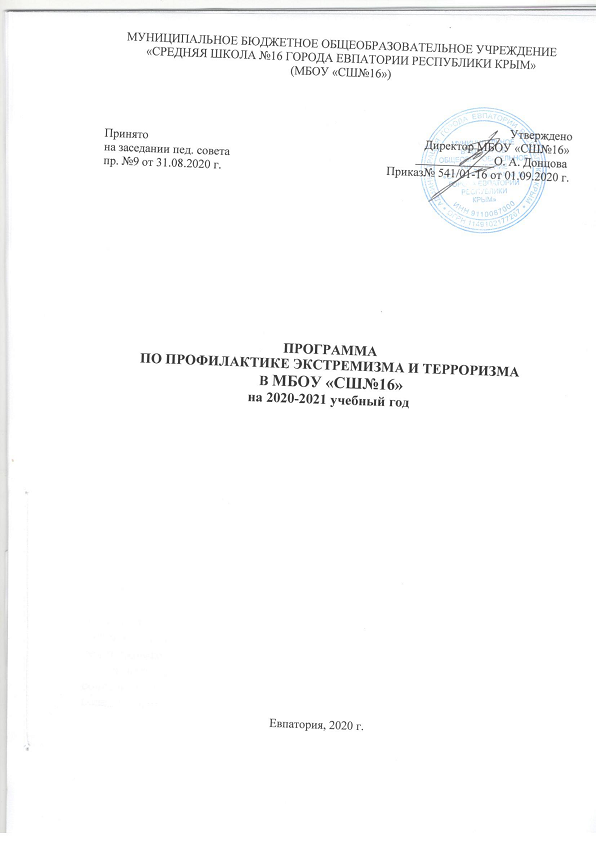 МУНИЦИПАЛЬНОЕ БЮДЖЕТНОЕ ОБЩЕОБРАЗОВАТЕЛЬНОЕ УЧРЕЖДЕНИЕ
«СРЕДНЯЯ ШКОЛА №16 ГОРОДА ЕВПАТОРИИ РЕСПУБЛИКИ КРЫМ»
(МБОУ «СШ№16»)
Принято
на заседании пед. совета
пр. №9 от 31.08.2020 г.
Утверждено
Директор МБОУ «СШ№16»
О. А. Донцова
Приказ№ 541/01-16 от 01.09.2020 г.
ПРОГРАММА
ПО ПРОФИЛАКТИКЕ ЭКСТРЕМИЗМА И ТЕРРОРИЗМА
В МБОУ «СШ№16»
на 2020-2021 учебный год
Евпатория, 2020 г.